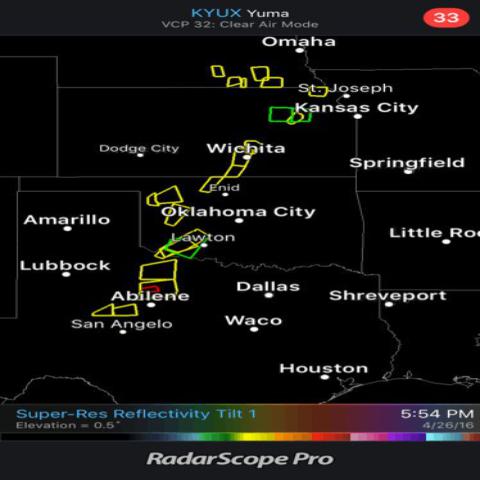 KYUX Yuma
VCP 32: Clear Air Mode
33
Omaha
St. Joseph
Kansas City
Dodge City
Wichita
Springfield
Enid
Amarillo
Oklahoma City
Lawton
Little Ro
Lubbock
Abilene
Dallas
Shreveport
San Angelo
Waco
Houston
Super-Res Reflectivity Tilt 1
5:54 PM
Elevation = 0.5°
4/26/16
RadarScope Pro